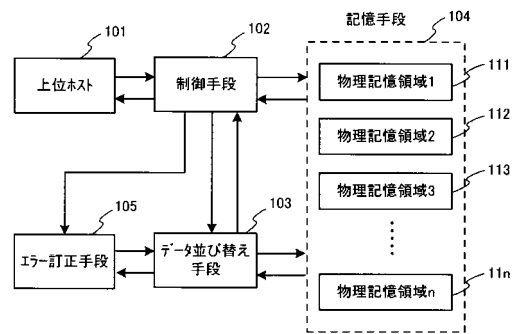 101
上位ホスト
102
制御手段
記憶手段
104
物理記憶領域1
111
物理記憶領域2
112
物理記憶領域3
113
105
エラー訂正手段
103
データ並び替え
手段
物理記憶領域n
11n